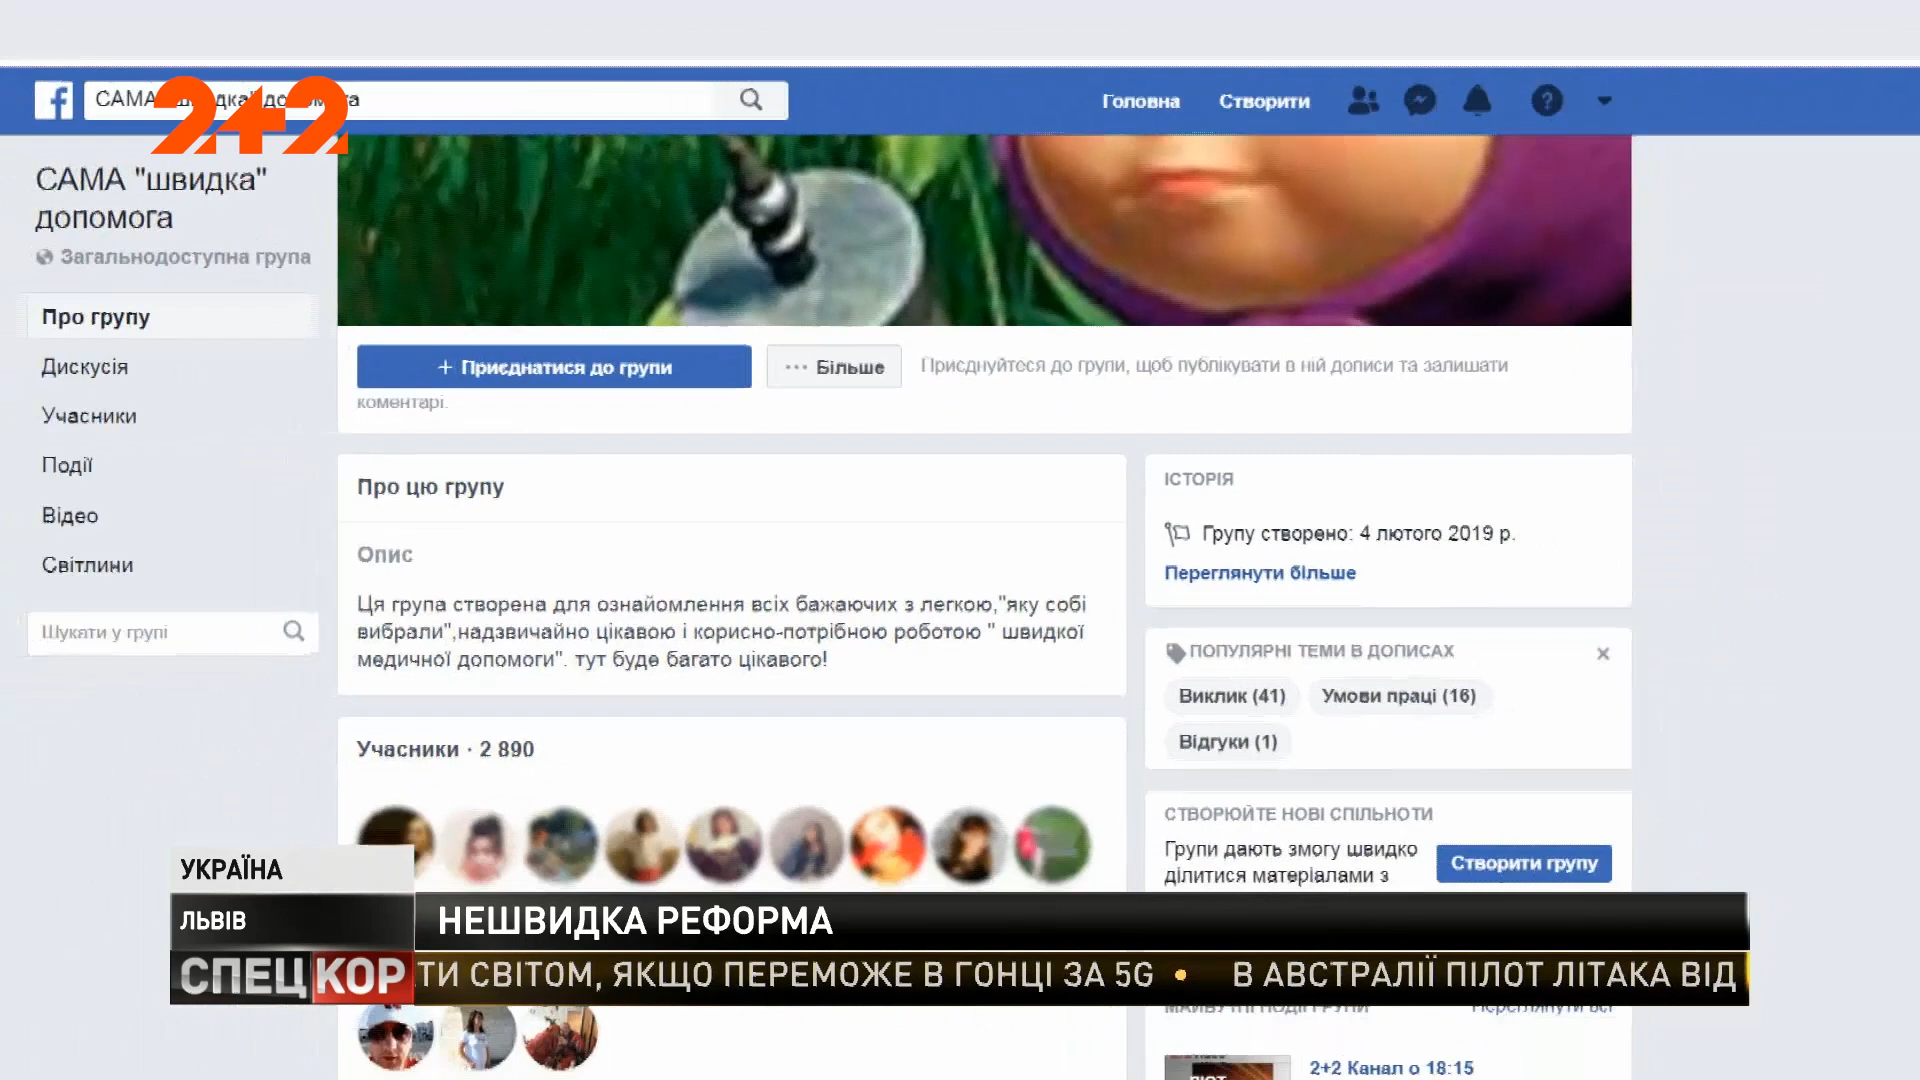 САМА "швидка" допомога
2+2
Головна
Створити
САМА "швидка"
допомога
Загальнодоступна група
Про групу
Дискусія
Учасники
Події
Відео
Світлини
Шукати у групі
+ Приєднатися до групи
··· Більше
Приєднуйтеся до групи, щоб публікувати в ній дописи та залишати
коментарі.
Про цю групу
Опис
Ця група створена для ознайомлення всіх бажаючих з легкою,"яку собі
вибрали",надзвичайно цікавою і корисно-потрібною роботою " швидкої
медичної допомоги". тут буде багато цікавого!
Учасники · 2 890
ІСТОРІЯ
Групу створено: 4 лютого 2019 р.
Переглянути більше
ПОПУЛЯРНІ ТЕМИ В ДОПИСАХ
Виклик (41)
Умови праці (16)
Відгуки (1)
СТВОРЮЙТЕ НОВІ СПІЛЬНОТИ
Групи дають змогу швидко
ділитися матеріалами з
Створити групу
УКРАЇНА
ЛЬВІВ
НЕШВИДКА РЕФОРМА
СПЕЦКОР
ТИ СВІТОМ, ЯКЩО ПЕРЕМОЖЕ В ГОНЦІ ЗА 5G • В АВСТРАЛІЇ ПІЛОТ ЛІТАКА ВІД
2+2 Канал о 18:15